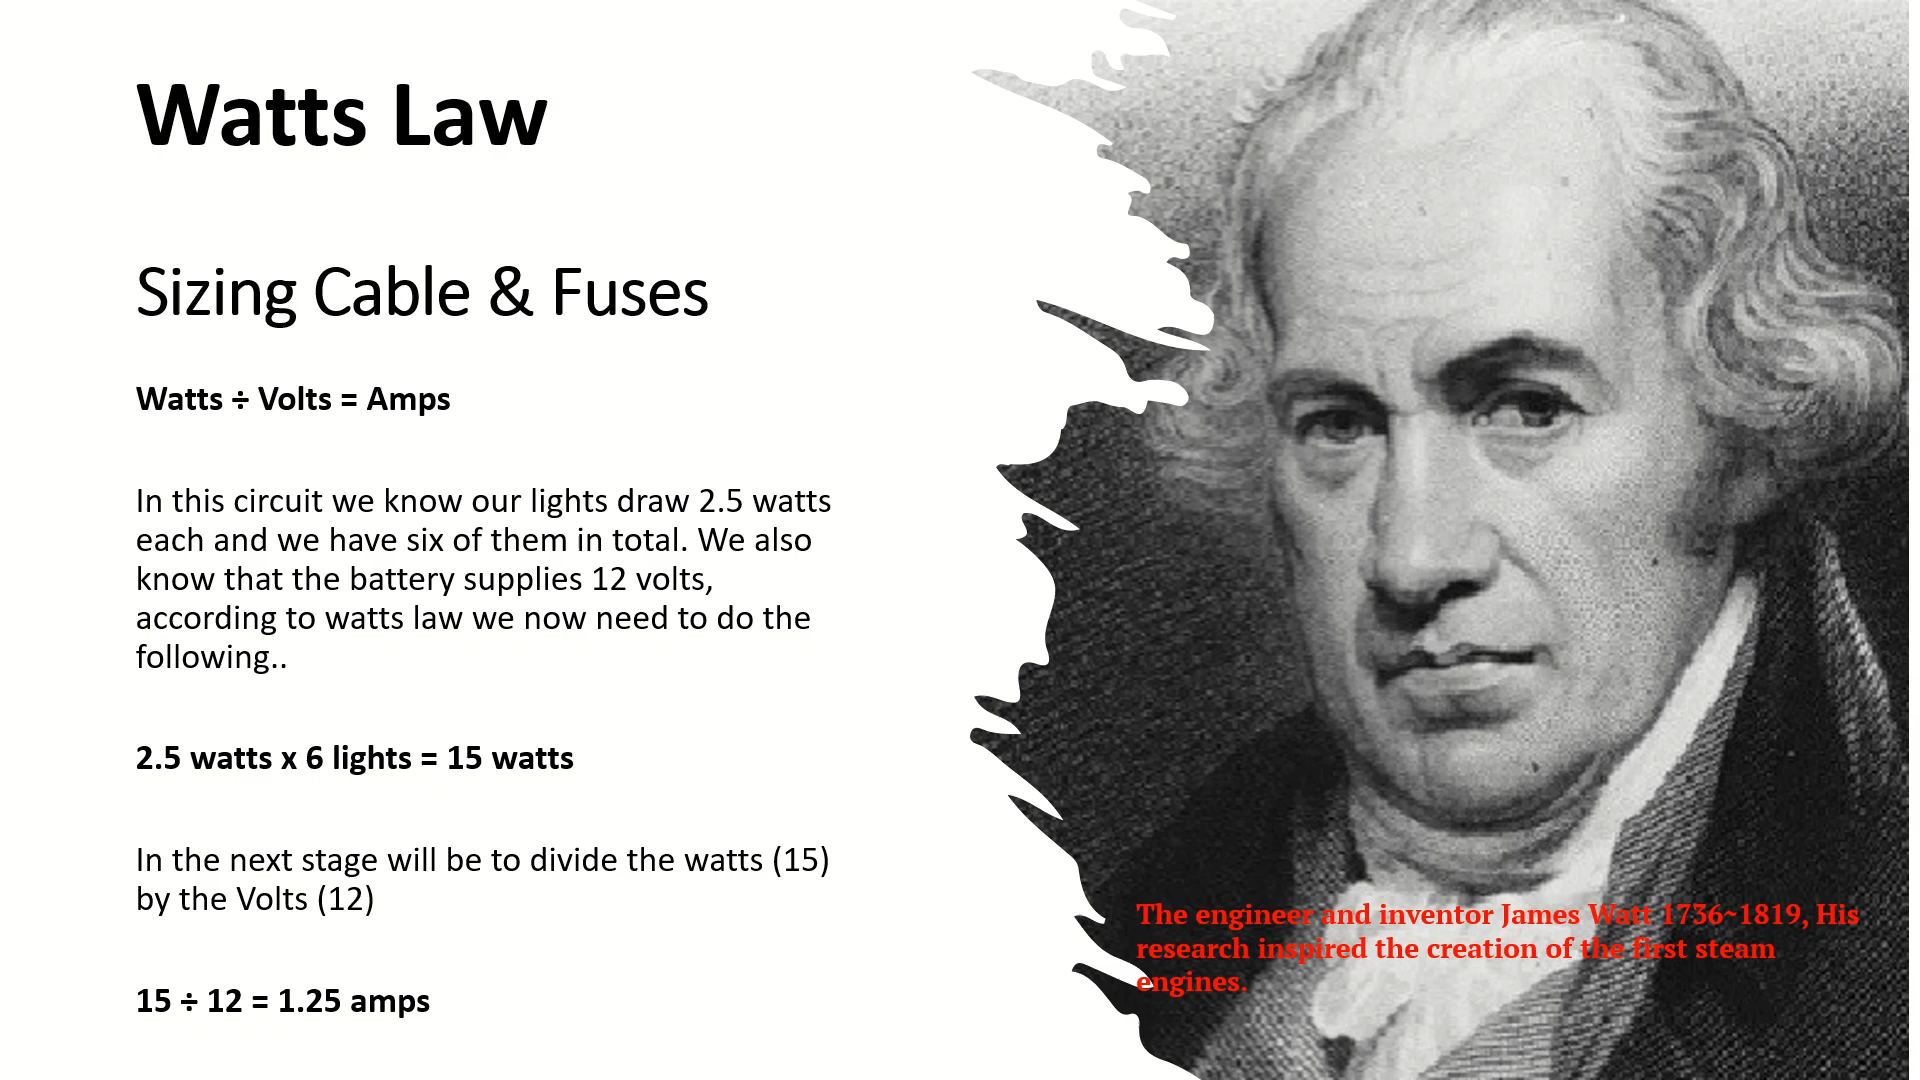 Watts Law
Sizing Cable & Fuses
Watts ÷ Volts = Amps
In this circuit we know our lights draw 2.5 watts
each and we have six of them in total. We also
know that the battery supplies 12 volts,
according to watts law we now need to do the
following..
2.5 watts x 6 lights = 15 watts
In the next stage will be to divide the watts (15)
by the Volts (12)
15 ÷ 12 = 1.25 amps
The engineer and inventor James Watt 1736~1819, His
research inspired the creation of the first steam
engines.